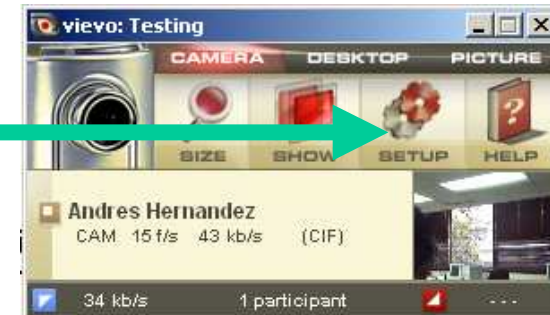 vievo: Testing
CAMERA DESKTOP PICTURE
SIZE SHOW SETUP HELP
Andres Hernandez
CAM 15 f/s 43 kb/s (CIF)
34 kb/s 1 participant - - -